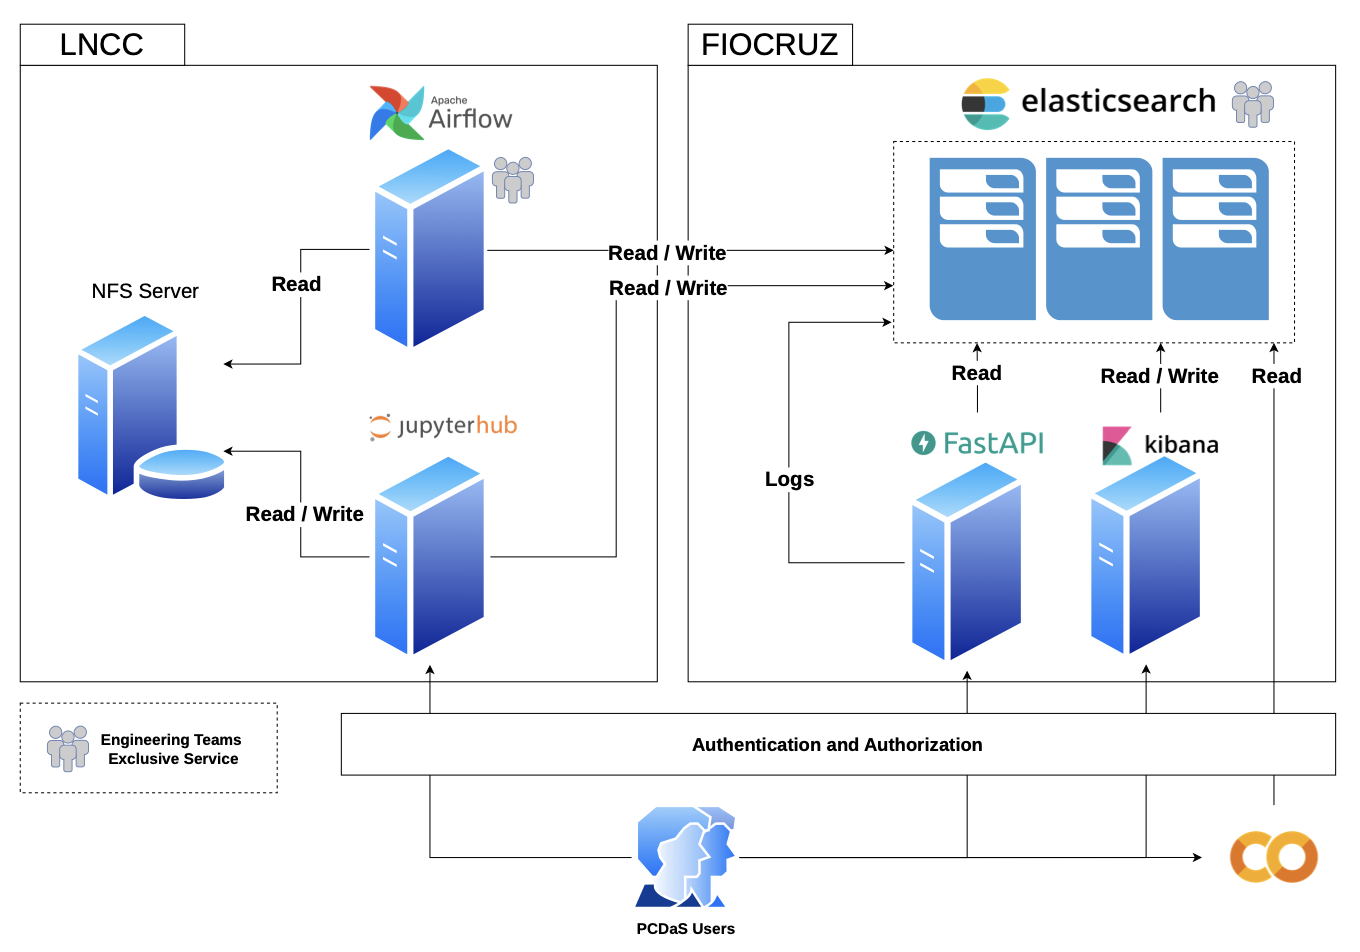 LNCC
FIOCRUZ
Apache
Airflow
elasticsearch
Read / Write
Read
Read / Write
NFS Server
Read
Read / Write
Read
jupyterhub
FastAPI
kibana
Logs
Read / Write
Engineering Teams
Exclusive Service
Authentication and Authorization
PCDaS Users